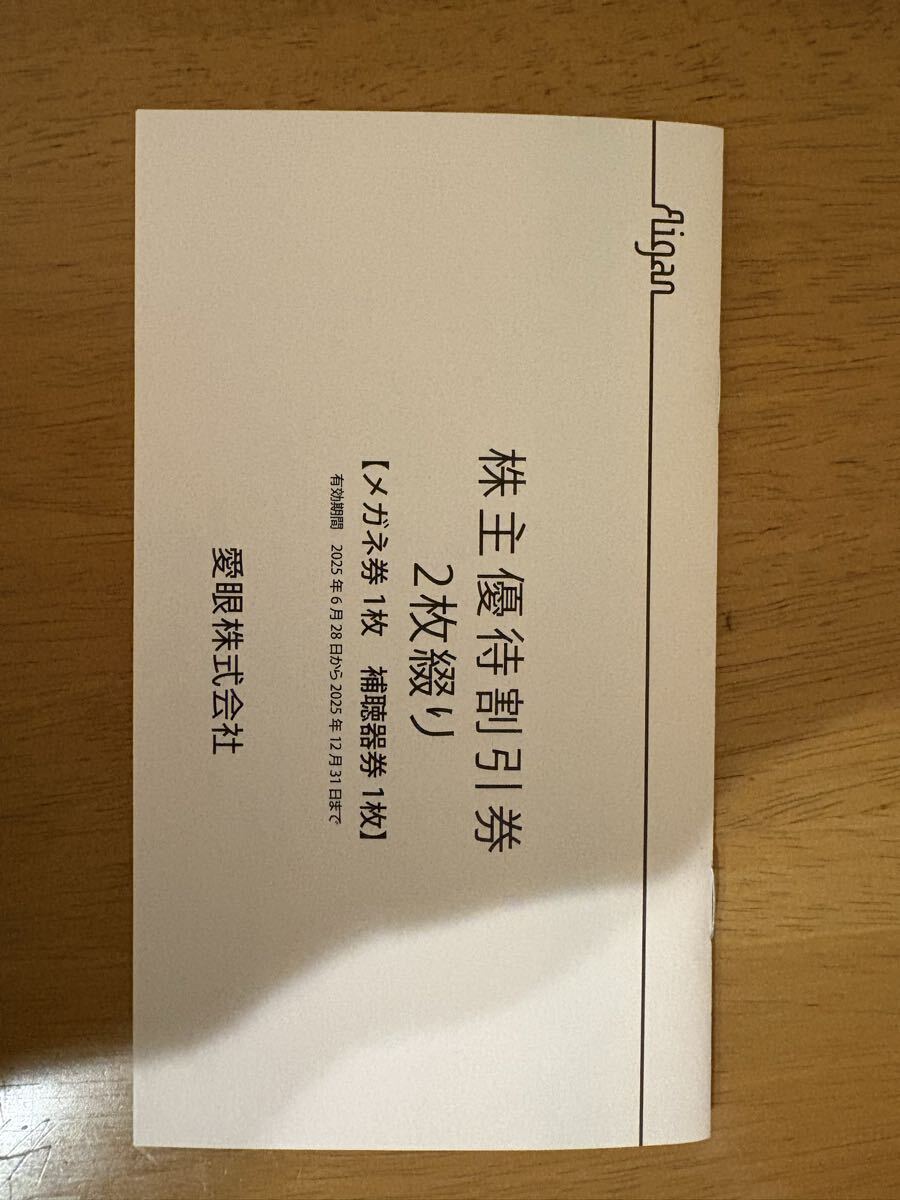 Aigan
株主優待割引券
2枚綴り
【メガネ券1枚 補聴器券1枚】
有効期間 2025年6月28日から2025年12月31日まで
愛眼株式会社